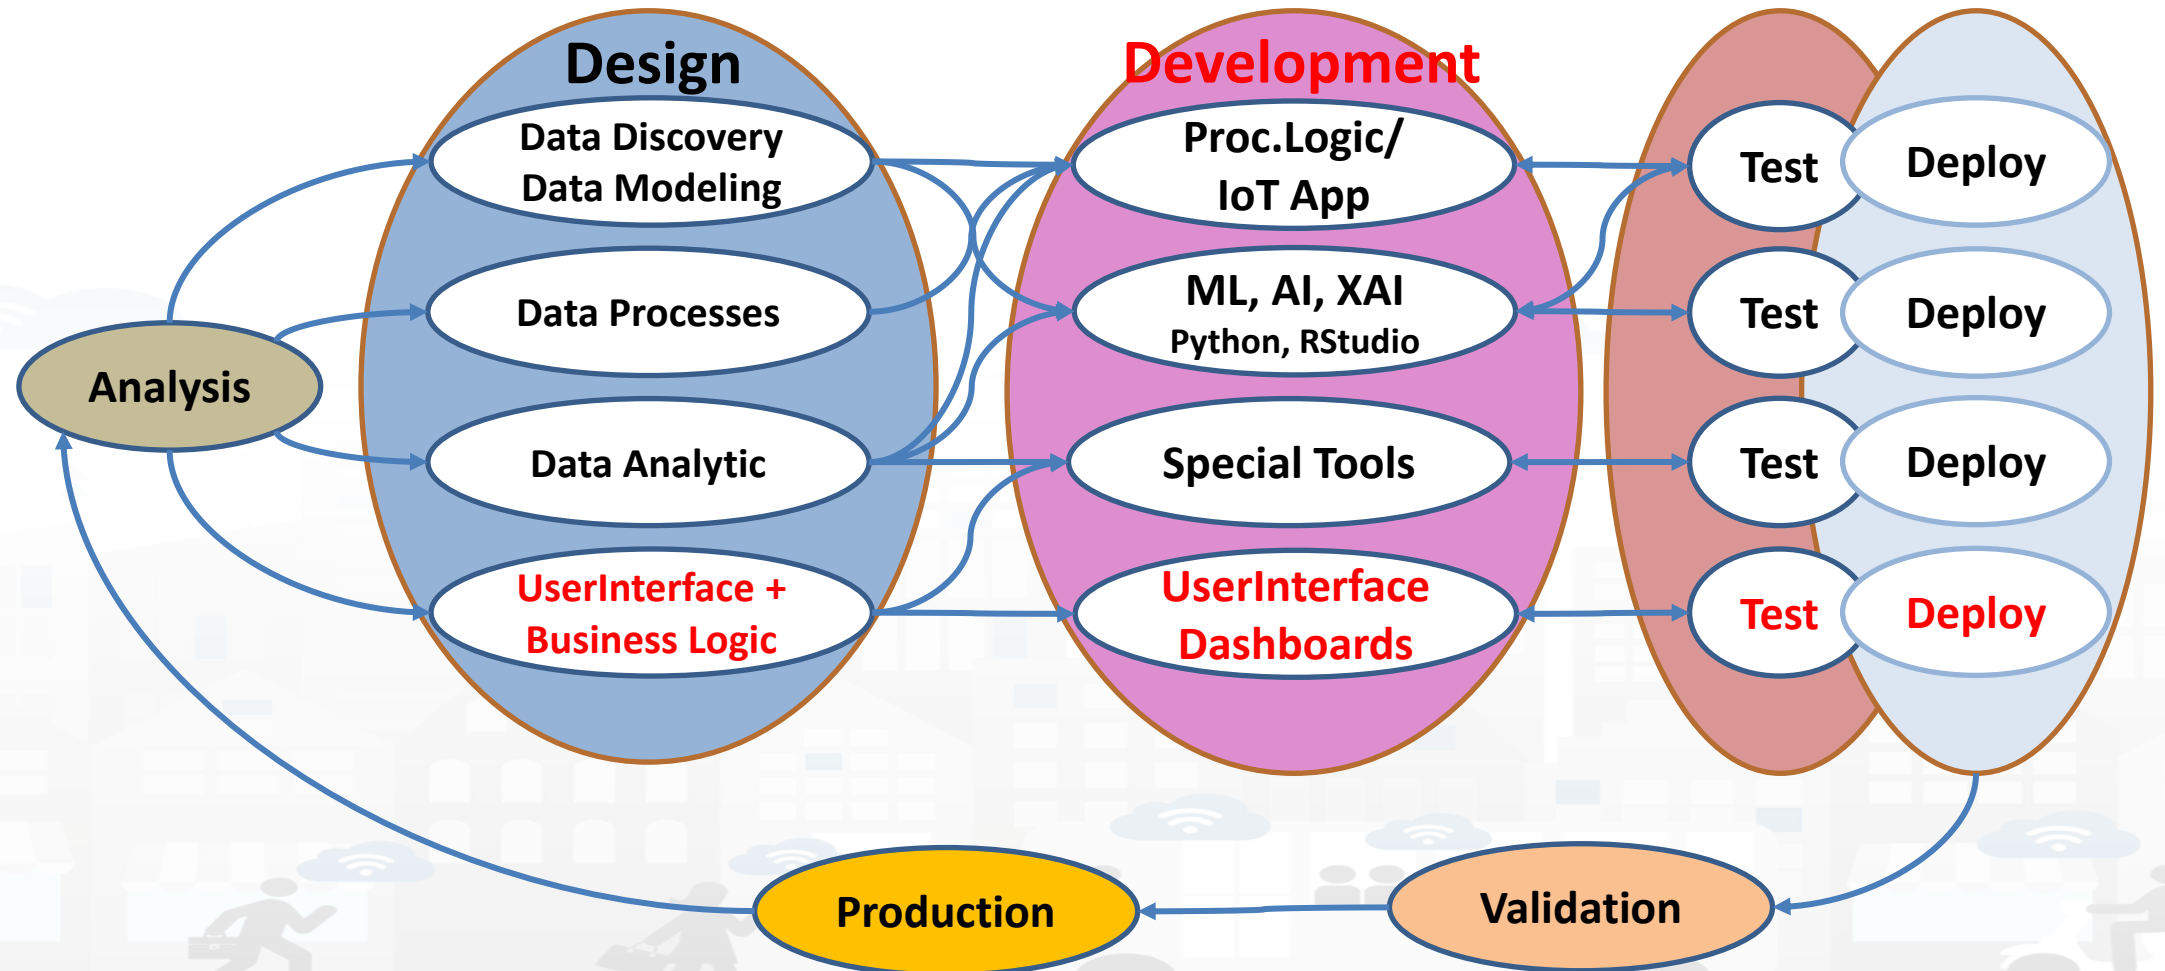 Design
Development
Data Discovery
Data Modeling
Proc.Logic/
IoT App
Test
Deploy
Data Processes
ML, AI, XAI
Python, RStudio
Test
Deploy
Analysis
Data Analytic
Special Tools
Test
Deploy
UserInterface +
Business Logic
UserInterface
Dashboards
Test
Deploy
Production
Validation